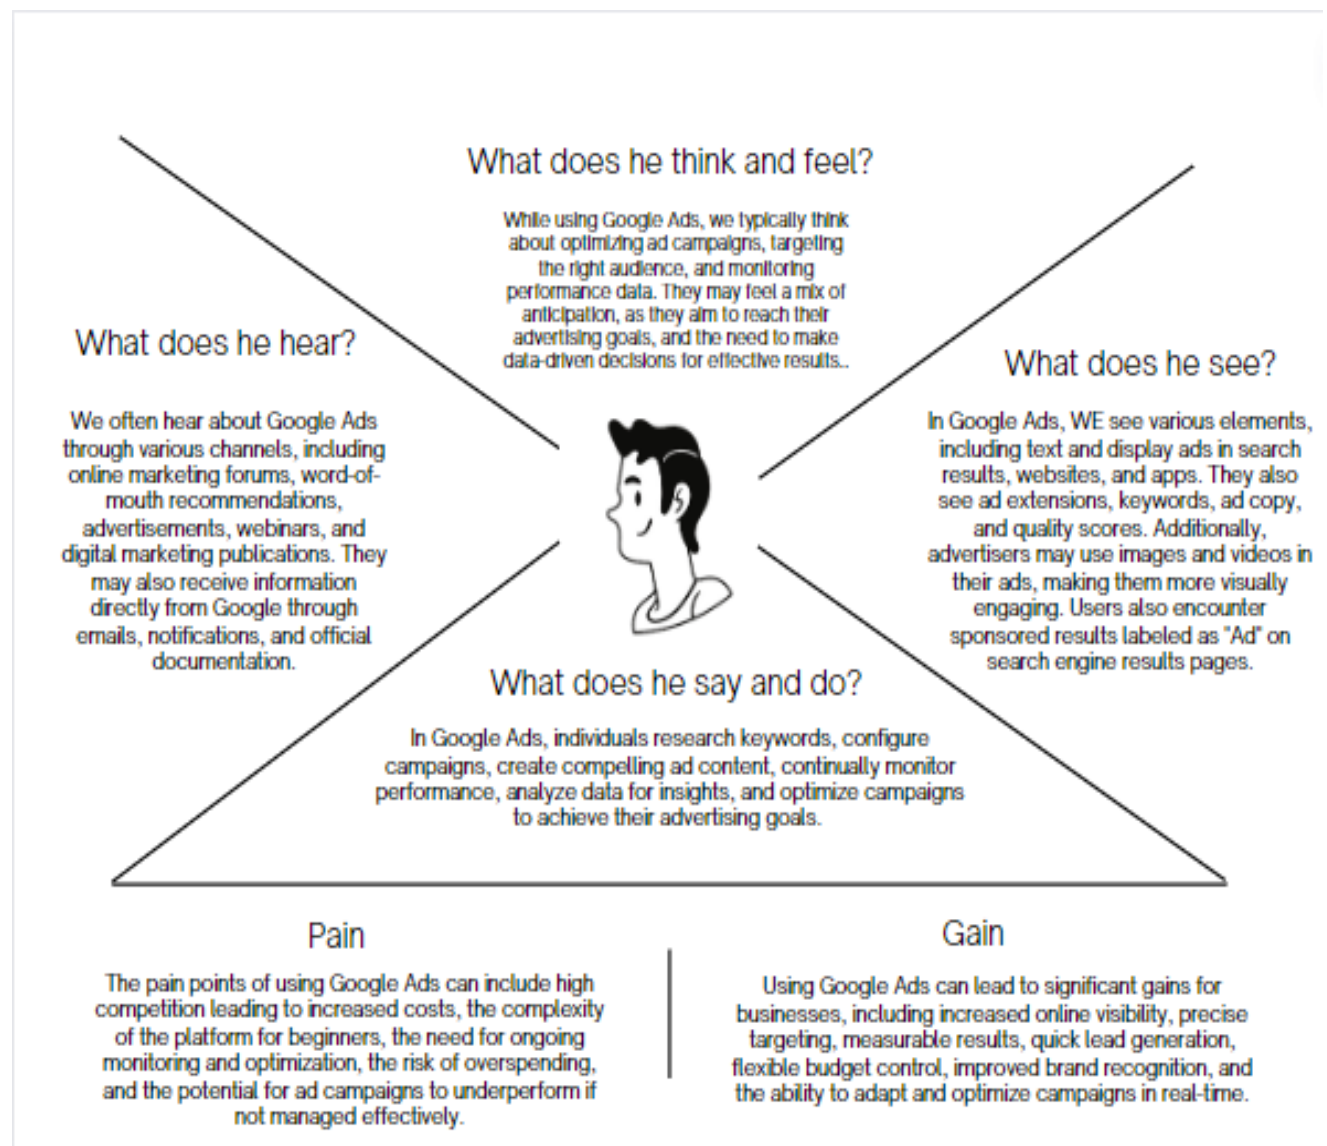 What does he think and feel?
While using Google Ads, we typically think
about optimizing ad campaigns, targeting
the right audience, and monitoring
performance data. They may feel a mix of
anticipation, as they aim to reach their
advertising goals, and the need to make
data-driven decisions for effective results..
What does he hear?
We often hear about Google Ads
through various channels, including
online marketing forums, word-of-
mouth recommendations,
advertisements, webinars, and
digital marketing publications. They
may also receive information
directly from Google through
emails, notifications, and official
documentation.
What does he see?
In Google Ads, WE see various elements,
including text and display ads in search
results, websites, and apps. They also
see ad extensions, keywords, ad copy,
and quality scores. Additionally,
advertisers may use images and videos in
their ads, making them more visually
engaging. Users also encounter
sponsored results labeled as "Ad" on
search engine results pages.
What does he say and do?
In Google Ads, individuals research keywords, configure
campaigns, create compelling ad content, continually monitor
performance, analyze data for insights, and optimize campaigns
to achieve their advertising goals.
Pain
The pain points of using Google Ads can include high
competition leading to increased costs, the complexity
of the platform for beginners, the need for ongoing
monitoring and optimization, the risk of overspending,
and the potential for ad campaigns to underperform if
not managed effectively.
Gain
Using Google Ads can lead to significant gains for
businesses, including increased online visibility, precise
targeting, measurable results, quick lead generation,
flexible budget control, improved brand recognition, and
the ability to adapt and optimize campaigns in real-time.